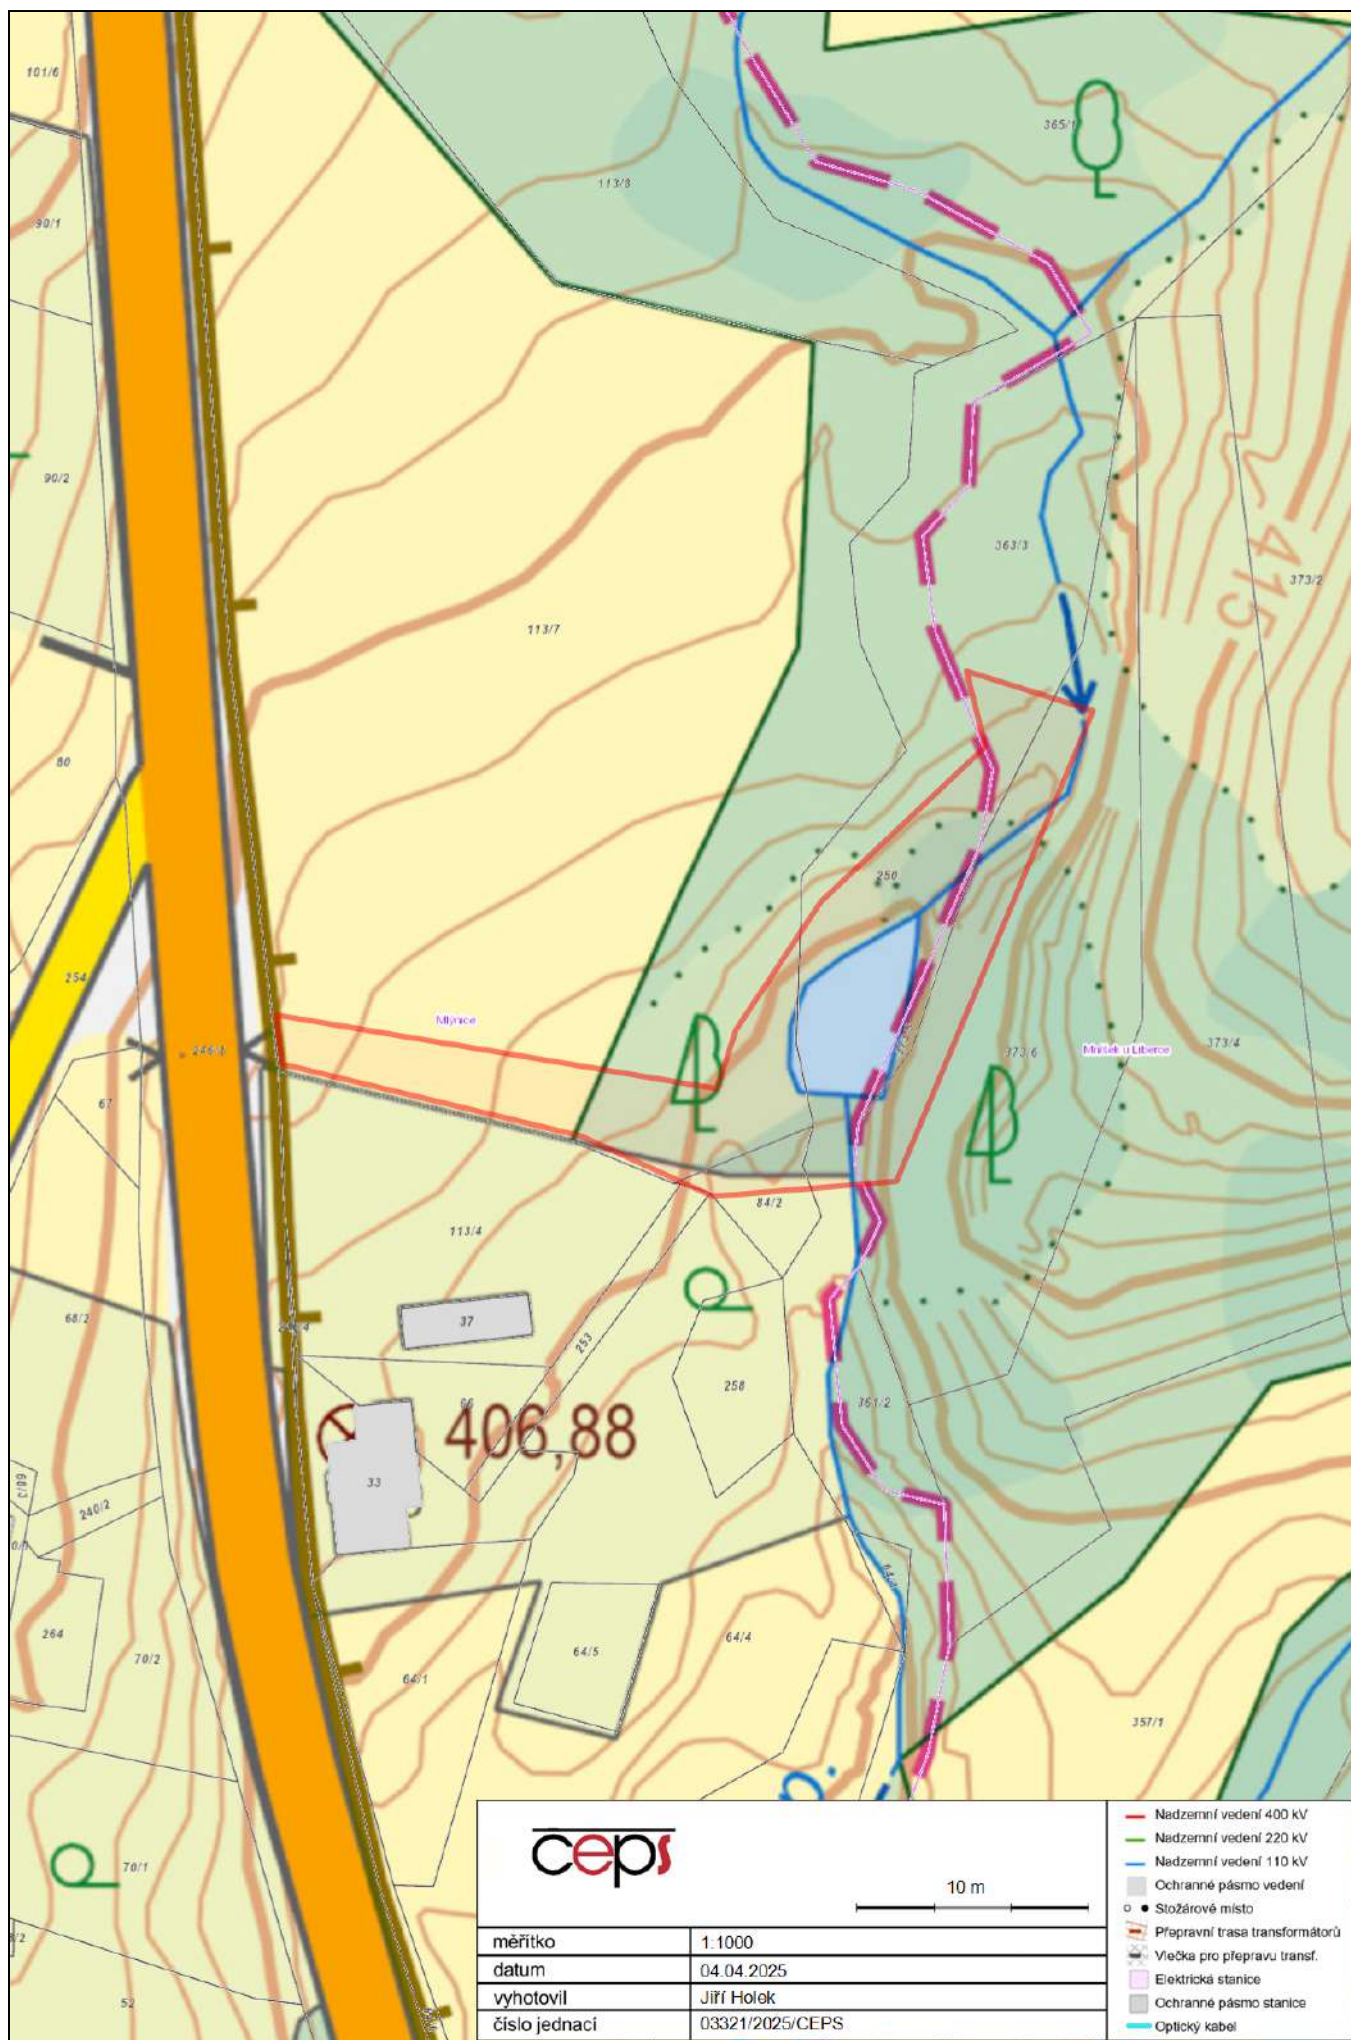 101/6
365/1
113/8
90/1
90/2
363/3
373/2
415
113/7
80
250
254
Mlýnice
246/6
373/6
Mníšek u Liberce
373/4
67
84/2
113/4
68/2
37
253
258
66
406,88
361/2
33
240/2
264
70/2
64/1
64/5
64/4
357/1
70/1
52
p.
ceps
10 m
měřítko 1:1000
datum 04.04.2025
vyhotovil Jiří Holek
číslo jednací 03321/2025/CEPS
Nadzemní vedení 400 kV
Nadzemní vedení 220 kV
Nadzemní vedení 110 kV
Ochranné pásmo vedení
Stožárové místo
Přepravní trasa transformátorů
Vlečka pro přepravu transf.
Elektrická stanice
Ochranné pásmo stanice
Optický kabel